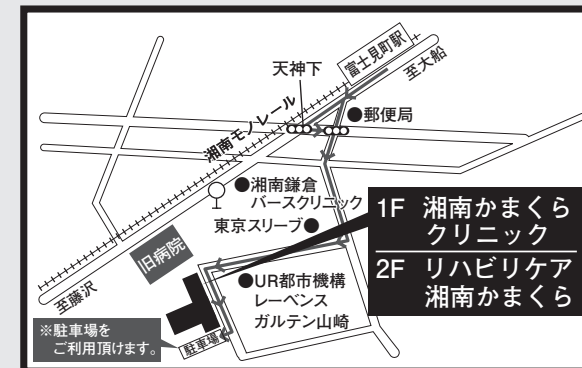 富士見町駅
至大船
天神下
●郵便局
湘南モノレール
●湘南鎌倉
バースクリニック
東京スリープ●
1F 湘南かまくら
クリニック
2F リハビリケア
湘南かまくら
旧病院
●UR都市機構
レーベンス
ガルテン山崎
至藤沢
※駐車場を
ご利用頂けます。
駐車場